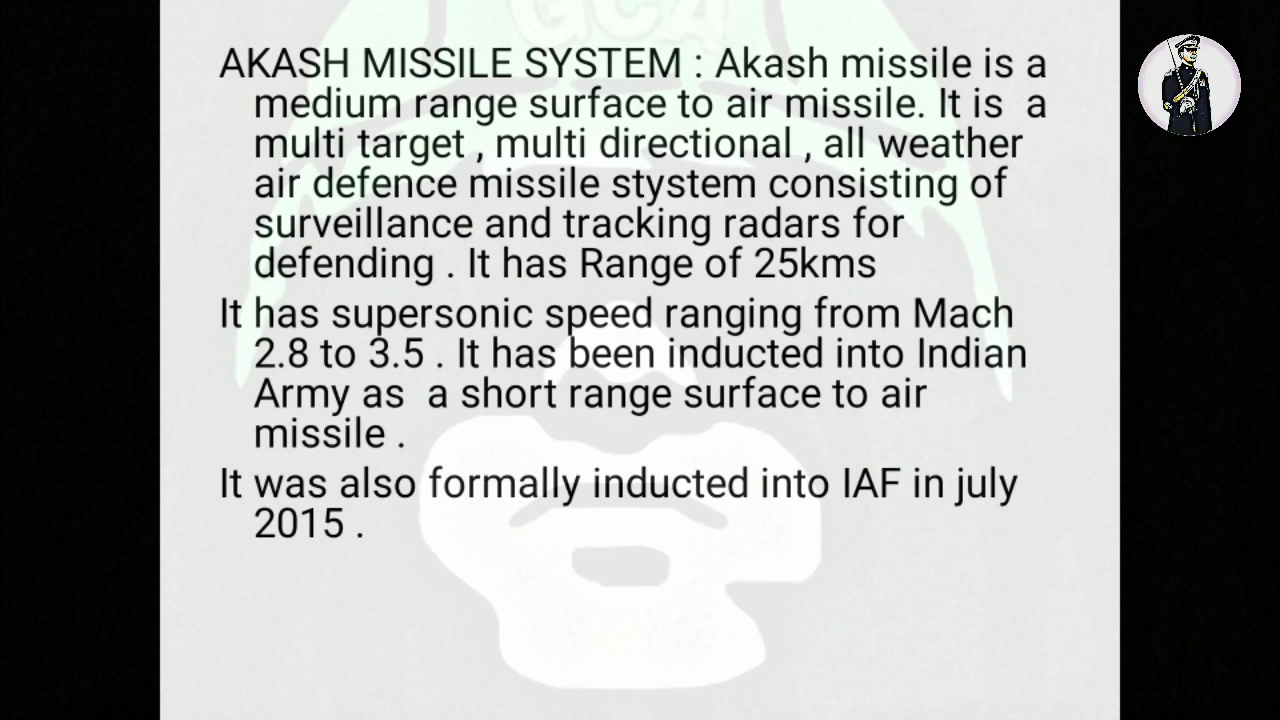 GCA
AKASH MISSILE SYSTEM : Akash missile is a
medium range surface to air missile. It is  a
multi target , multi directional , all weather
air defence missile stystem consisting of
surveillance and tracking radars for
defending . It has Range of 25kms
It has supersonic speed ranging from Mach
2.8 to 3.5 . It has been inducted into Indian
Army as  a short range surface to air
missile .
It was also formally inducted into IAF in july
2015 .